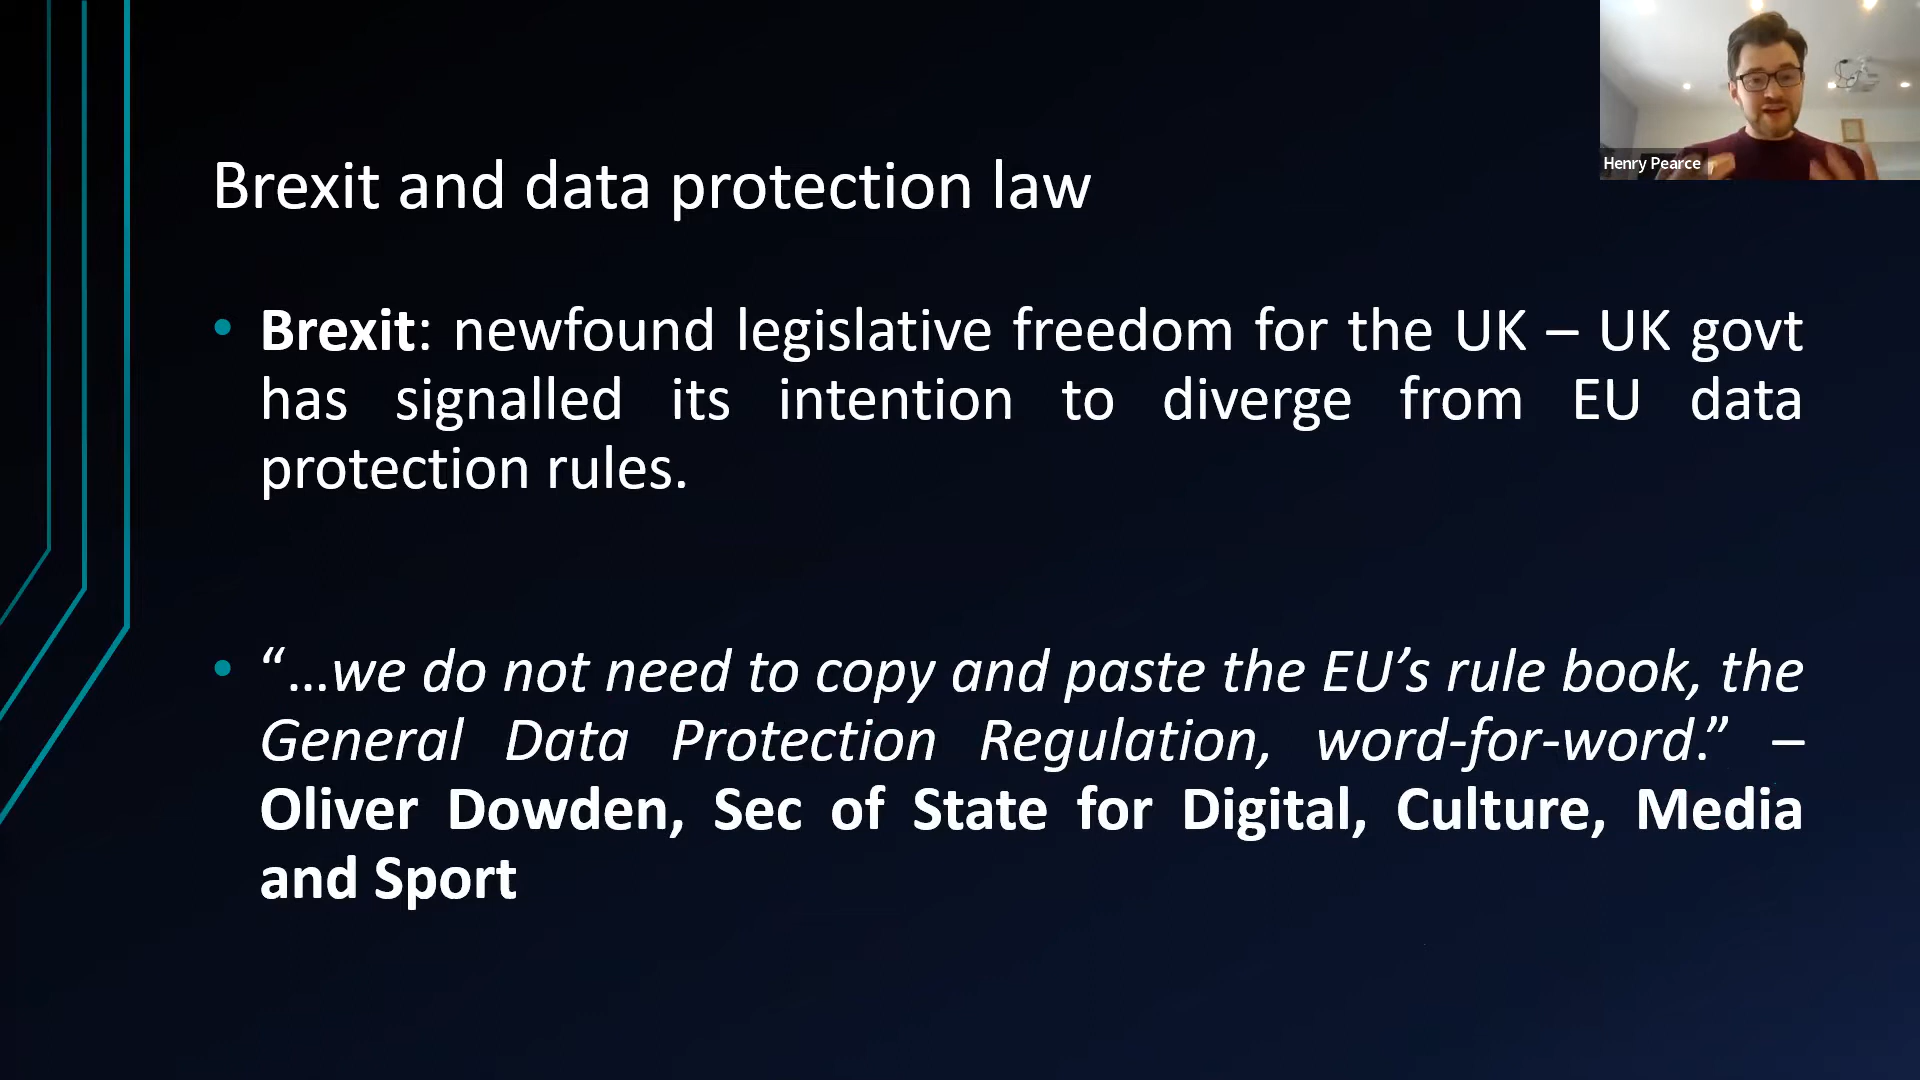 Henry Pearce
Brexit and data protection law
• Brexit: newfound legislative freedom for the UK – UK govt
has signalled its intention to diverge from EU data
protection rules.
• “…we do not need to copy and paste the EU’s rule book, the
General Data Protection Regulation, word-for-word.” –
Oliver Dowden, Sec of State for Digital, Culture, Media
and Sport